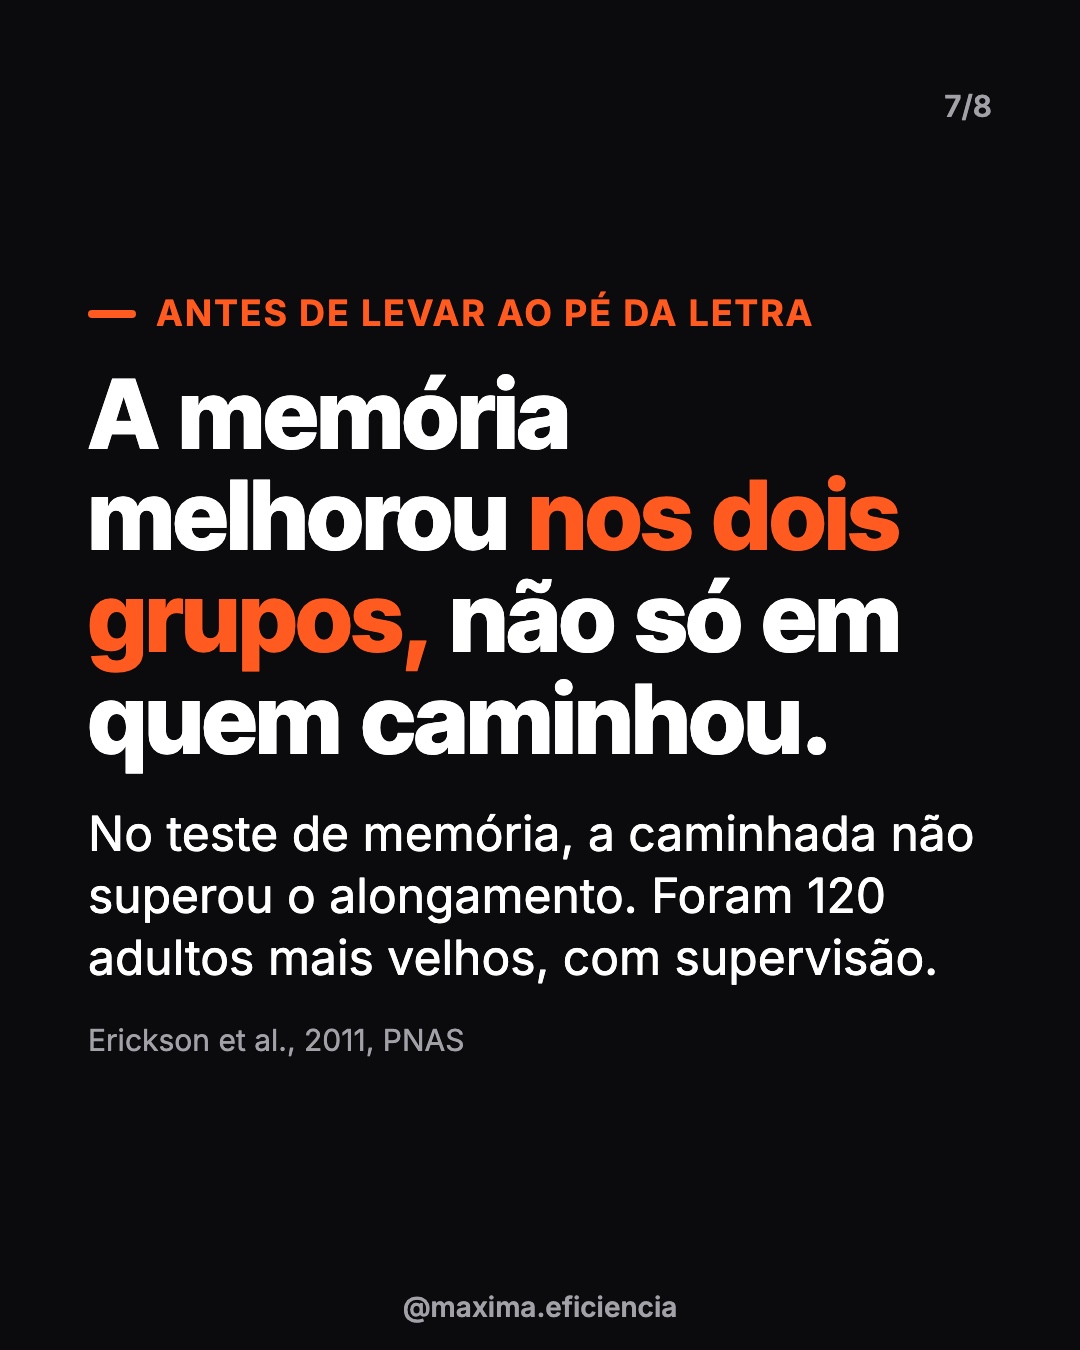 7/8
ANTES DE LEVAR AO PÉ DA LETRA
A memória
melhorou nos dois
grupos, não só em
quem caminhou.
No teste de memória, a caminhada não
superou o alongamento. Foram 120
adultos mais velhos, com supervisão.
Erickson et al., 2011, PNAS
@maxima.eficiencia